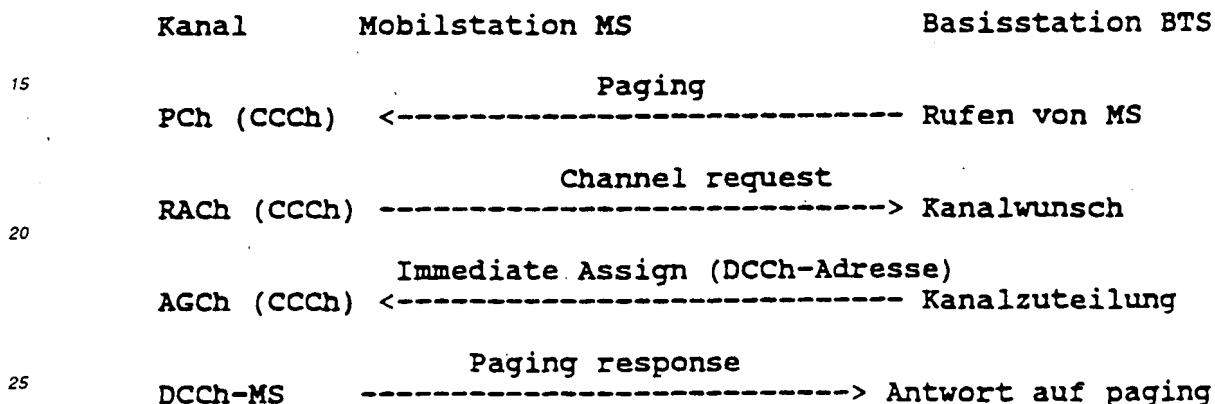 Kanal Mobilstation MS Basisstation BTS
15 Paging
PCh (CCCh) <----------------------------- Rufen von MS
Channel request
RACh (CCCh) -----------------------------> Kanalwunsch
20
Immediate Assign (DCCh-Adresse)
AGCh (CCCh) <----------------------------- Kanalzuteilung
Paging response
25
DCCh-MS -----------------------------> Antwort auf paging